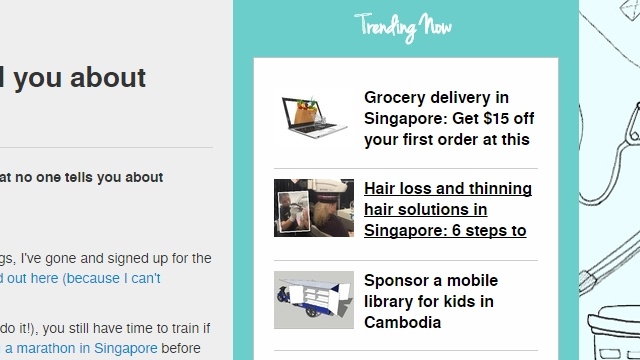 l you about
at no one tells you about
gs, I've gone and signed up for the
d out here (because I can't
do it!), you still have time to train if
a marathon in Singapore before
Trending Now
Grocery delivery in
Singapore: Get $15 off
your first order at this
Hair loss and thinning
hair solutions in
Singapore: 6 steps to
Sponsor a mobile
library for kids in
Cambodia